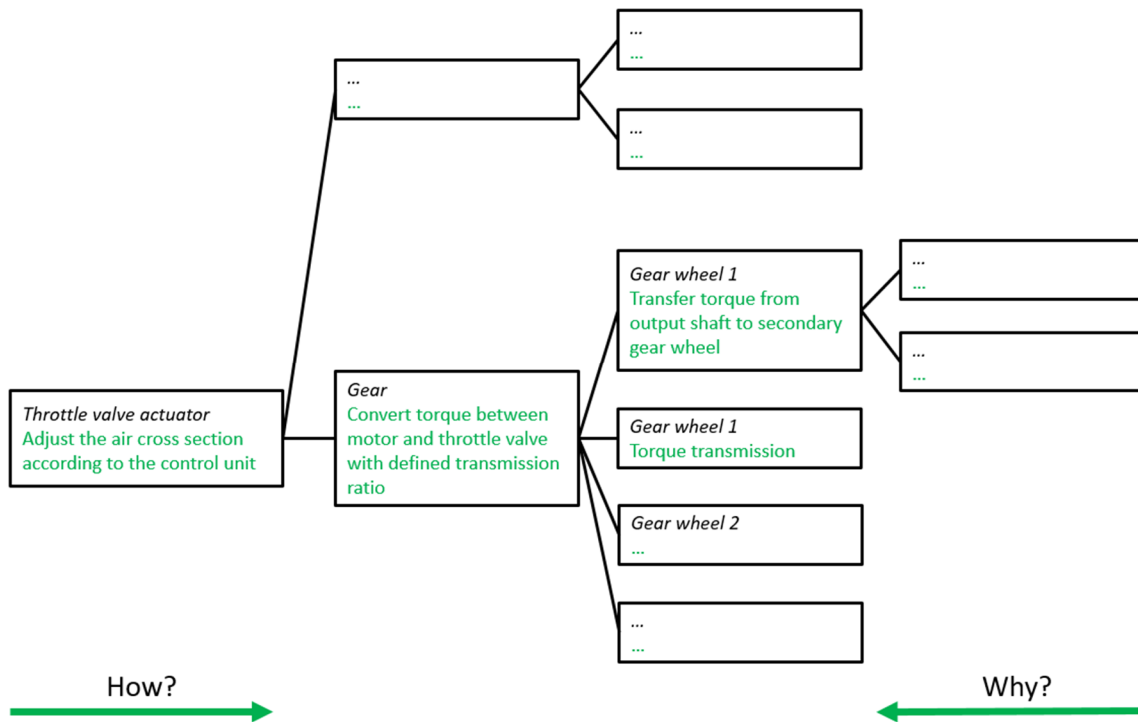 ...
...
...
...
...
...
Throttle valve actuator
Adjust the air cross section
according to the control unit
Gear
Convert torque between
motor and throttle valve
with defined transmission
ratio
Gear wheel 1
Transfer torque from
output shaft to secondary
gear wheel
...
...
...
...
Gear wheel 1
Torque transmission
Gear wheel 2
...
...
...
How?
Why?